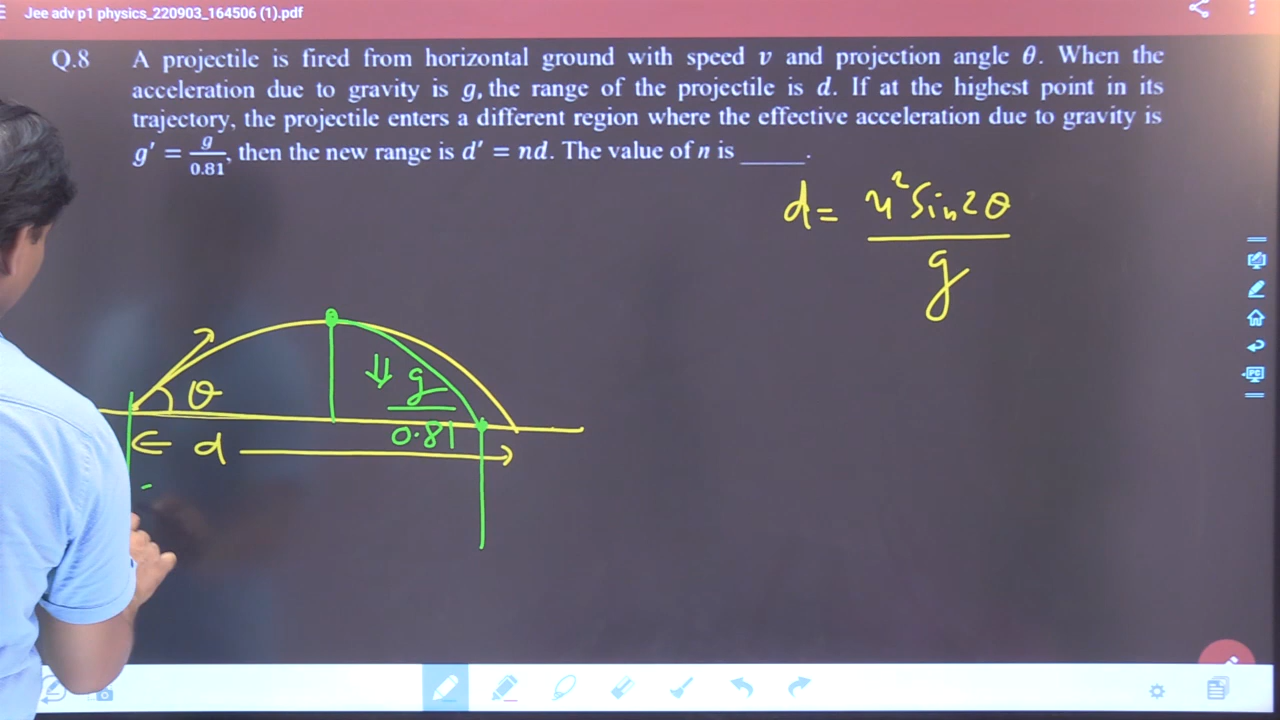 Jee adv p1 physics_220903_164506 (1).pdf
Q.8 A projectile is fired from horizontal ground with speed v and projection angle θ. When the
acceleration due to gravity is g, the range of the projectile is d. If at the highest point in its
trajectory, the projectile enters a different region where the effective acceleration due to gravity is
g′ = g/0.81, then the new range is d′ = nd. The value of n is _____.
d = u² Sin2θ / g
θ
g / 0.81
d